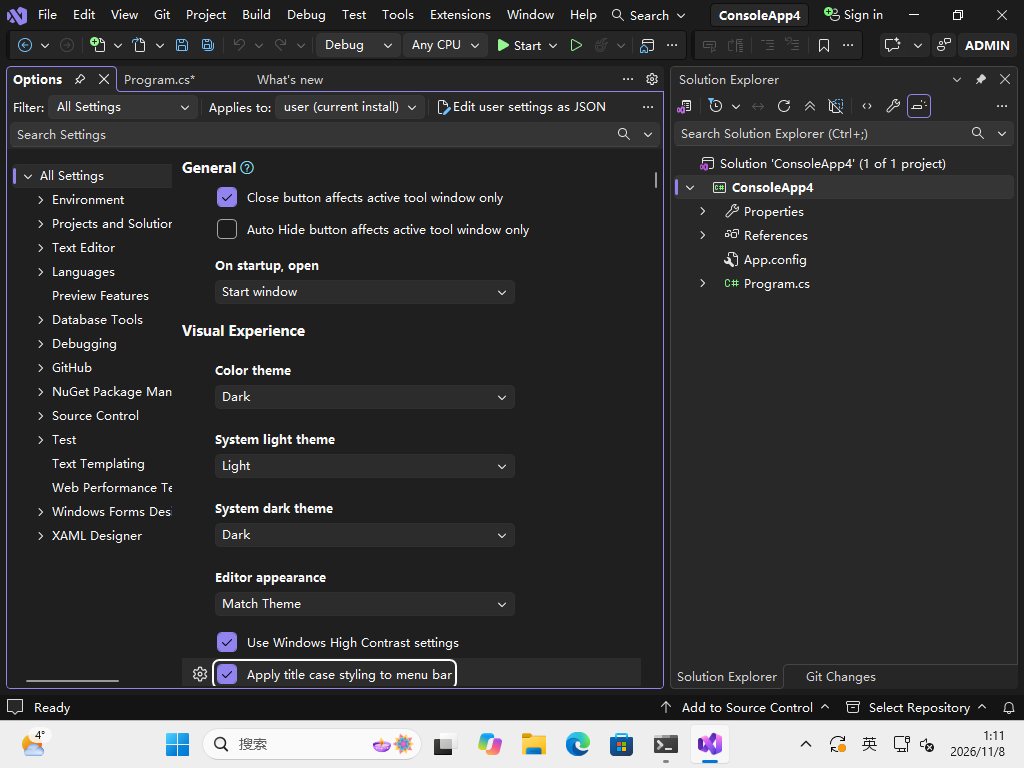 File Edit View Git Project Build Debug Test Tools Extensions Window Help Search ConsoleApp4 Sign in
Debug Any CPU Start ADMIN
Options Program.cs* What's new
Filter: All Settings Applies to: user (current install) Edit user settings as JSON
Search Settings
All Settings
Environment
Projects and Solution
Text Editor
Languages
Preview Features
Database Tools
Debugging
GitHub
NuGet Package Man
Source Control
Test
Text Templating
Web Performance Te
Windows Forms Desi
XAML Designer
General
Close button affects active tool window only
Auto Hide button affects active tool window only
On startup, open
Start window
Visual Experience
Color theme
Dark
System light theme
Light
System dark theme
Dark
Editor appearance
Match Theme
Use Windows High Contrast settings
Apply title case styling to menu bar
Solution Explorer
Search Solution Explorer (Ctrl+;)
Solution 'ConsoleApp4' (1 of 1 project)
ConsoleApp4
Properties
References
App.config
C# Program.cs
Solution Explorer Git Changes
Ready Add to Source Control Select Repository
4° 搜索 英 1:11
2026/11/8